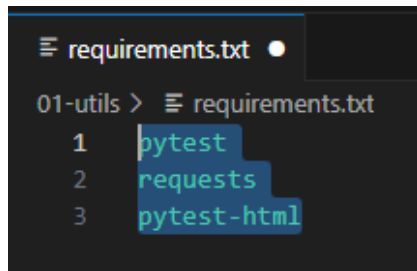 requirements.txt
01-utils > requirements.txt
1 pytest
2 requests
3 pytest-html